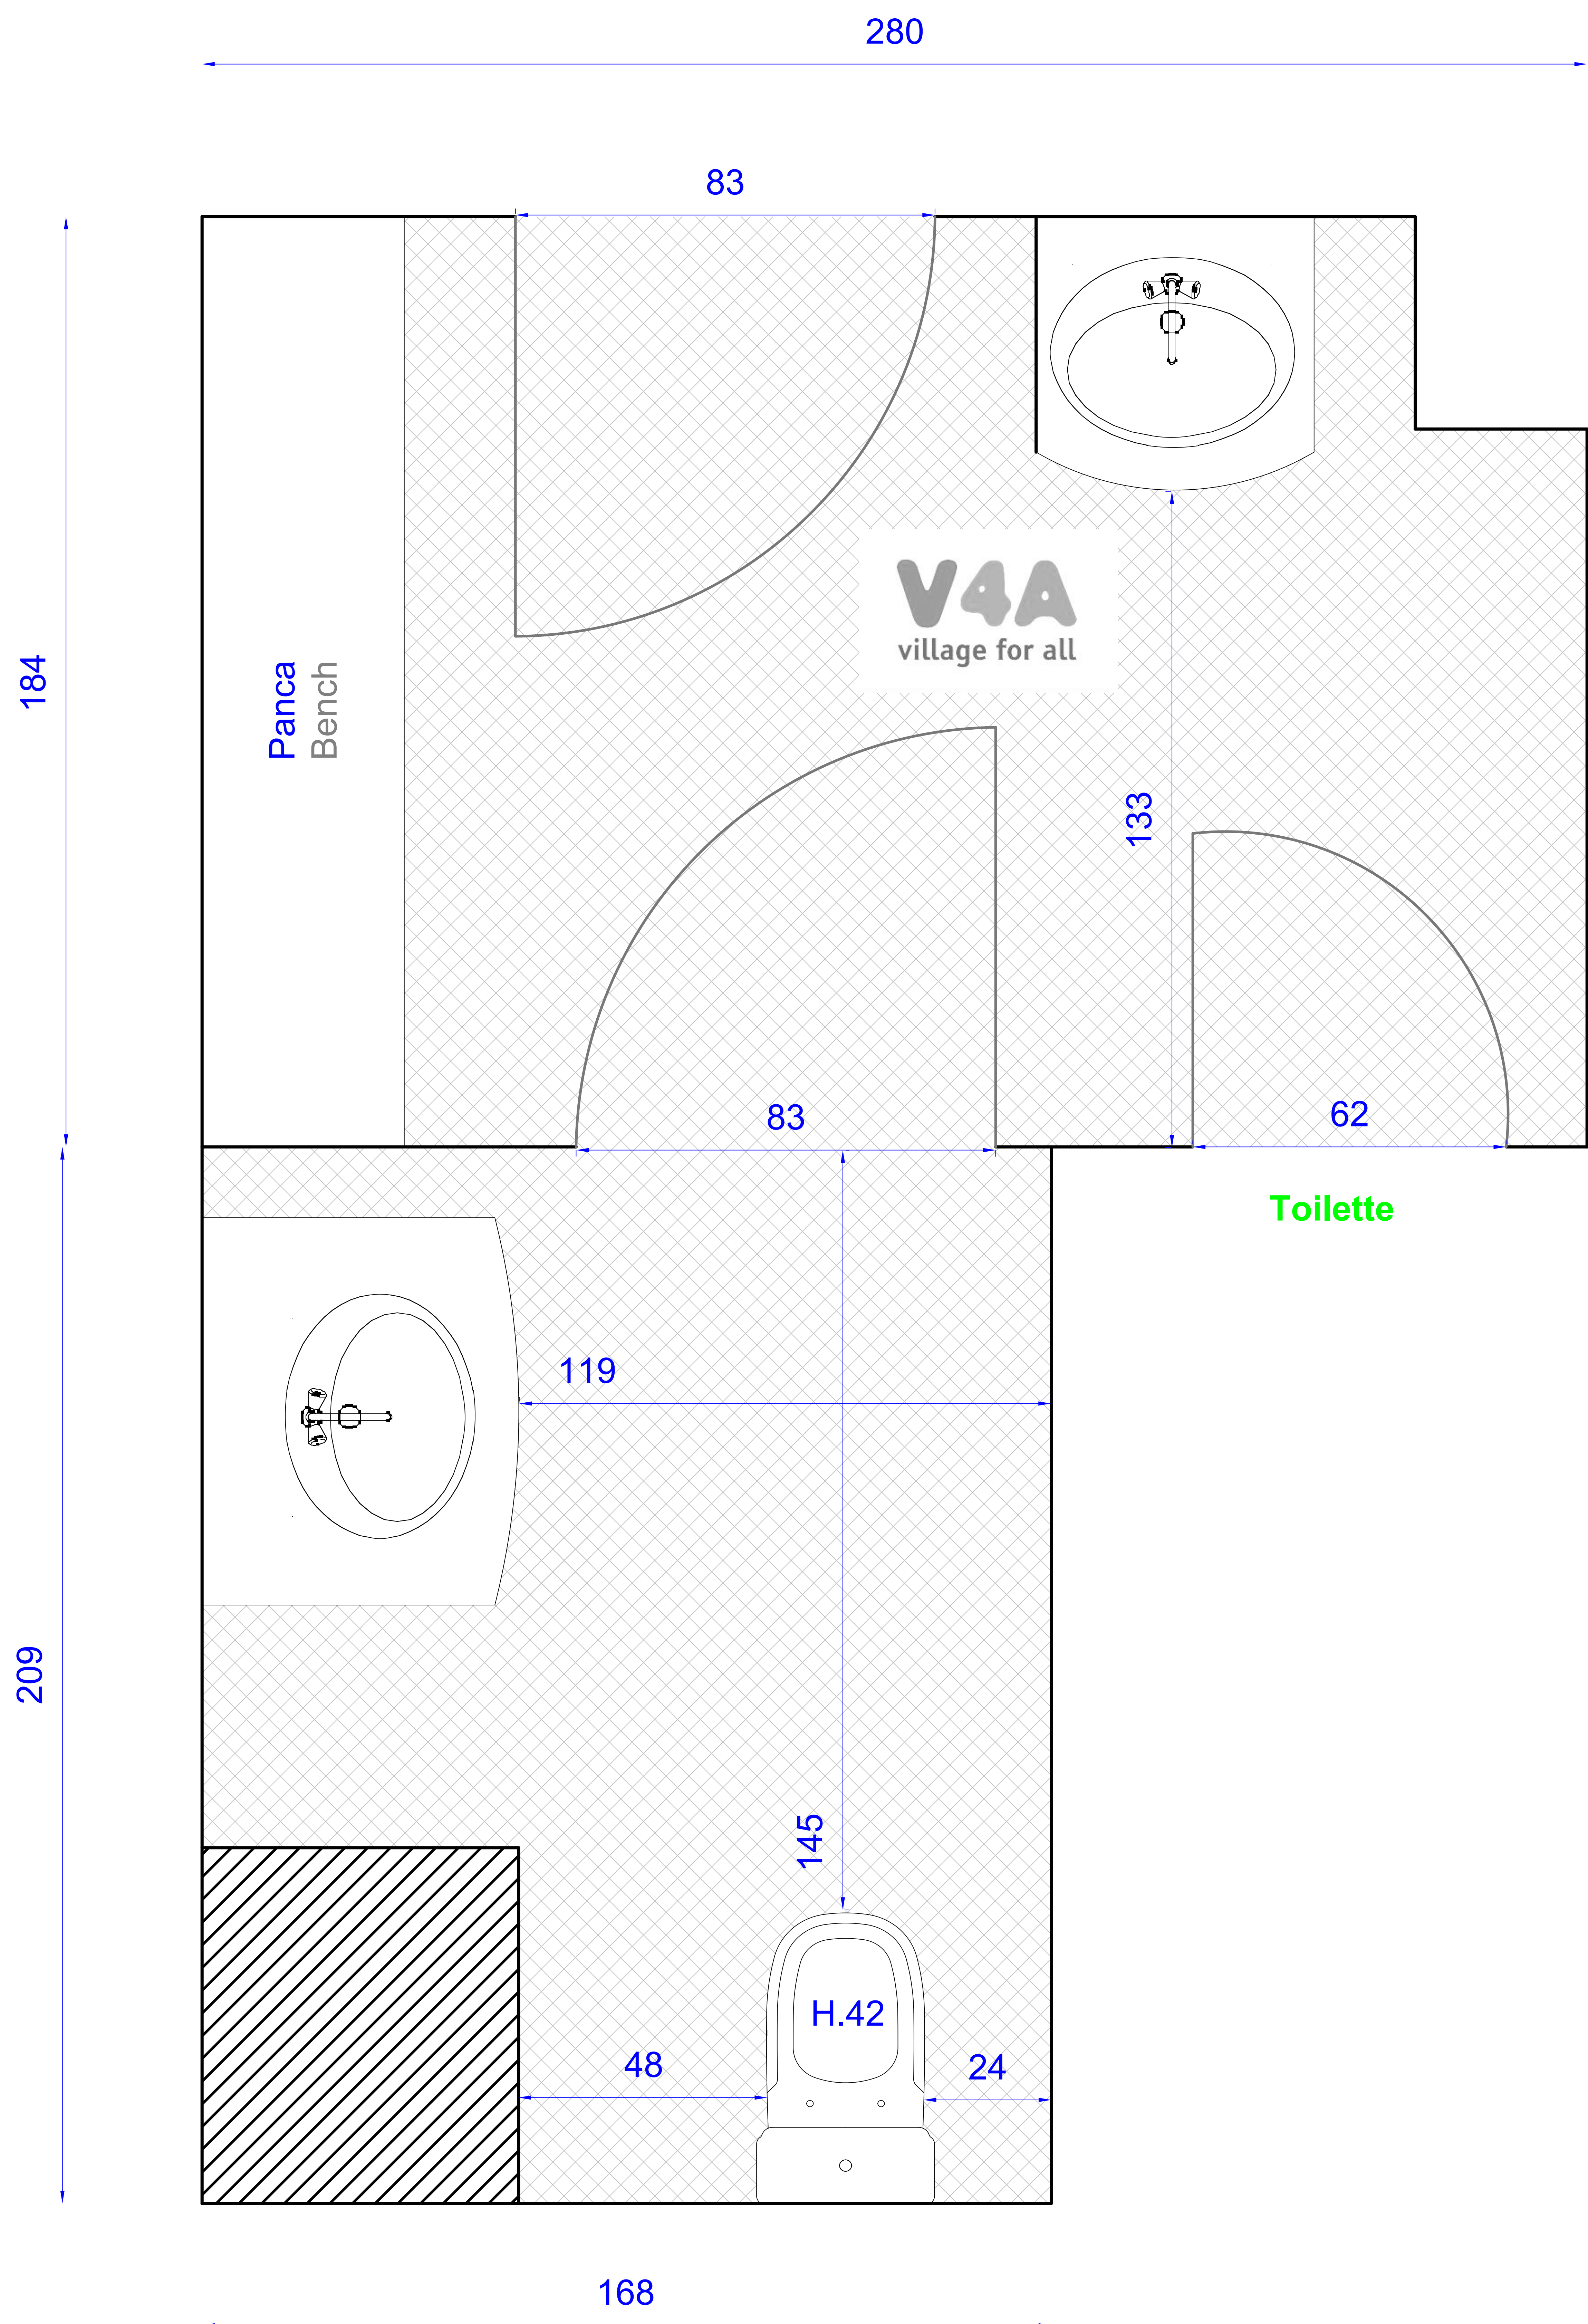 280
83
V4A
village for all
184
Panca
Bench
133
83
62
Toilette
119
209
145
H.42
48
24
168